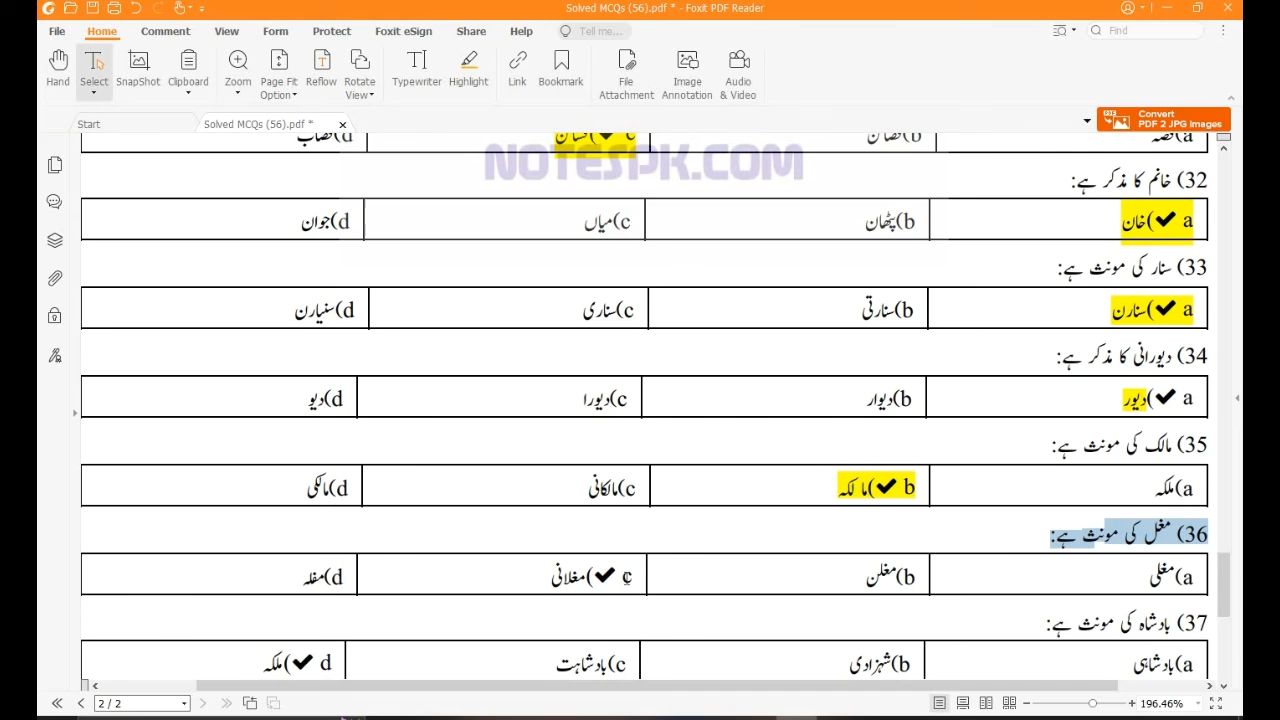 Solved MCQs (56).pdf * - Foxit PDF Reader
File Home Comment View Form Protect Foxit eSign Share Help Tell me... Find
Hand Select SnapShot Clipboard Zoom Page Fit Option Reflow Rotate View Typewriter Highlight Link Bookmark File Attachment Image Annotation Audio & Video
Start Solved MCQs (56).pdf * Convert PDF 2 JPG Images
a)قصہ b)قصان ✔ c)قسان d)قصاب
NOTESPK.COM
32) خانم کا مذکر ہے:
✔ a)خان b)پٹھان c)میاں d)جوان
33) سنار کی مونث ہے:
✔ a)سنارن b)سنارتی c)سناری d)سنیارن
34) دیورانی کا مذکر ہے:
✔ a)دیور b)دیوار c)دیورا d)دیو
35) مالک کی مونث ہے:
a)ملکہ ✔ b)مالکہ c)مالکانی d)مالکی
36) مغل کی مونث ہے:
a)مغلی b)مغلن ✔ c)مغلانی d)مفلہ
37) بادشاہ کی مونث ہے:
a)بادشاہی b)شہزادی c)بادشاہت ✔ d)ملکہ
2 / 2 196.46%